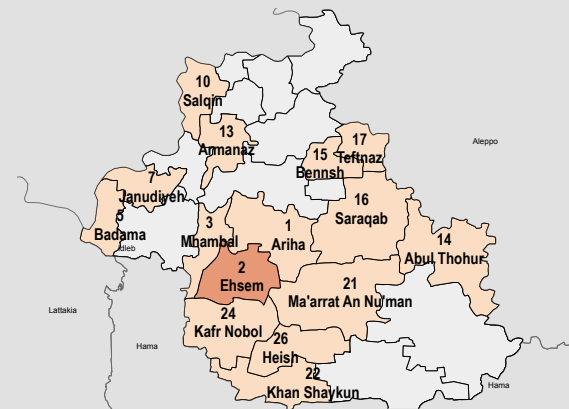 10
Salqin
13
Armanaz
17
Teftnaz
15
Bennsh
Aleppo
7
Janudiyeh
5
Badama
Idleb
3
Mhambal
1
Ariha
16
Saraqab
14
Abul Thohur
2
Ehsem
21
Ma'arrat An Nu'man
Lattakia
24
Kafr Nobol
Hama
26
Heish
22
Khan Shaykun
Hama